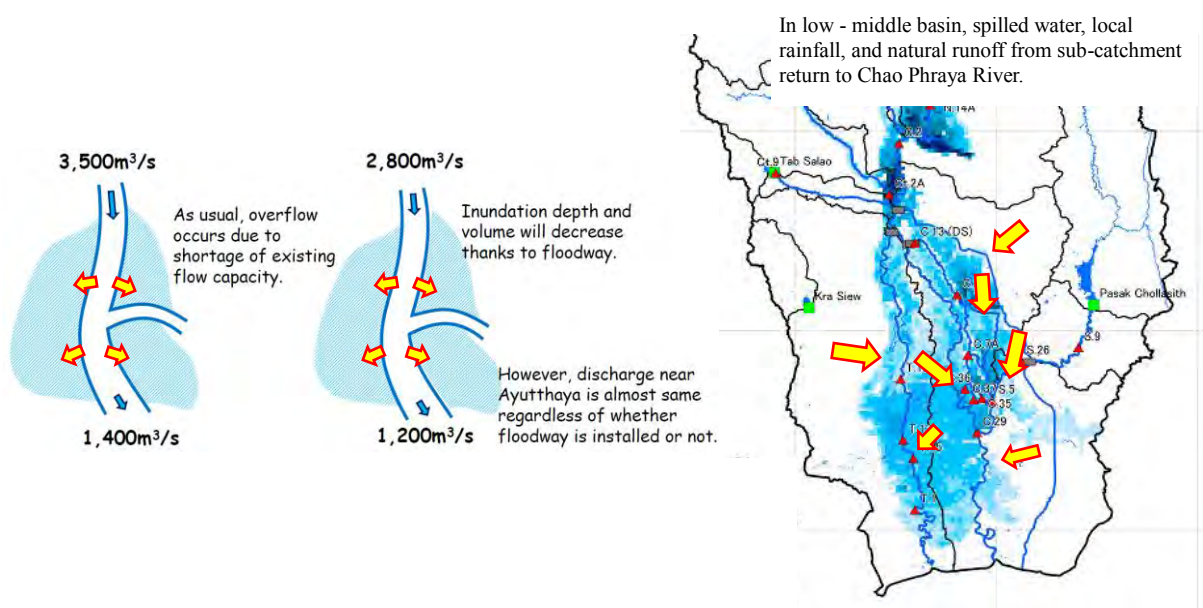 In low - middle basin, spilled water, local
rainfall, and natural runoff from sub-catchment
return to Chao Phraya River.
3,500m³/s
As usual, overflow
occurs due to
shortage of existing
flow capacity.
1,400m³/s
2,800m³/s
Inundation depth and
volume will decrease
thanks to floodway.
However, discharge near
Ayutthaya is almost same
regardless of whether
floodway is installed or not.
1,200m³/s
N.14A
Ct.9 Tab Salao
Ct.2A
C.13 (DS)
Kra Siew
Pasak Chollasith
C.7A
S.26
S.9
S.5
C.35
C.29